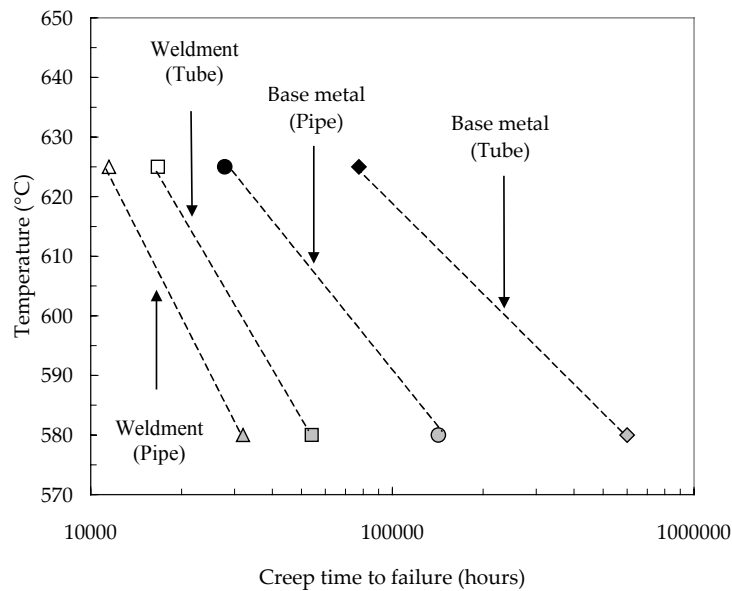 650
640
630
620
610
600
590
580
570
Temperature (°C)
Weldment
(Tube)
Base metal
(Pipe)
Base metal
(Tube)
Weldment
(Pipe)
10000
100000
1000000
Creep time to failure (hours)